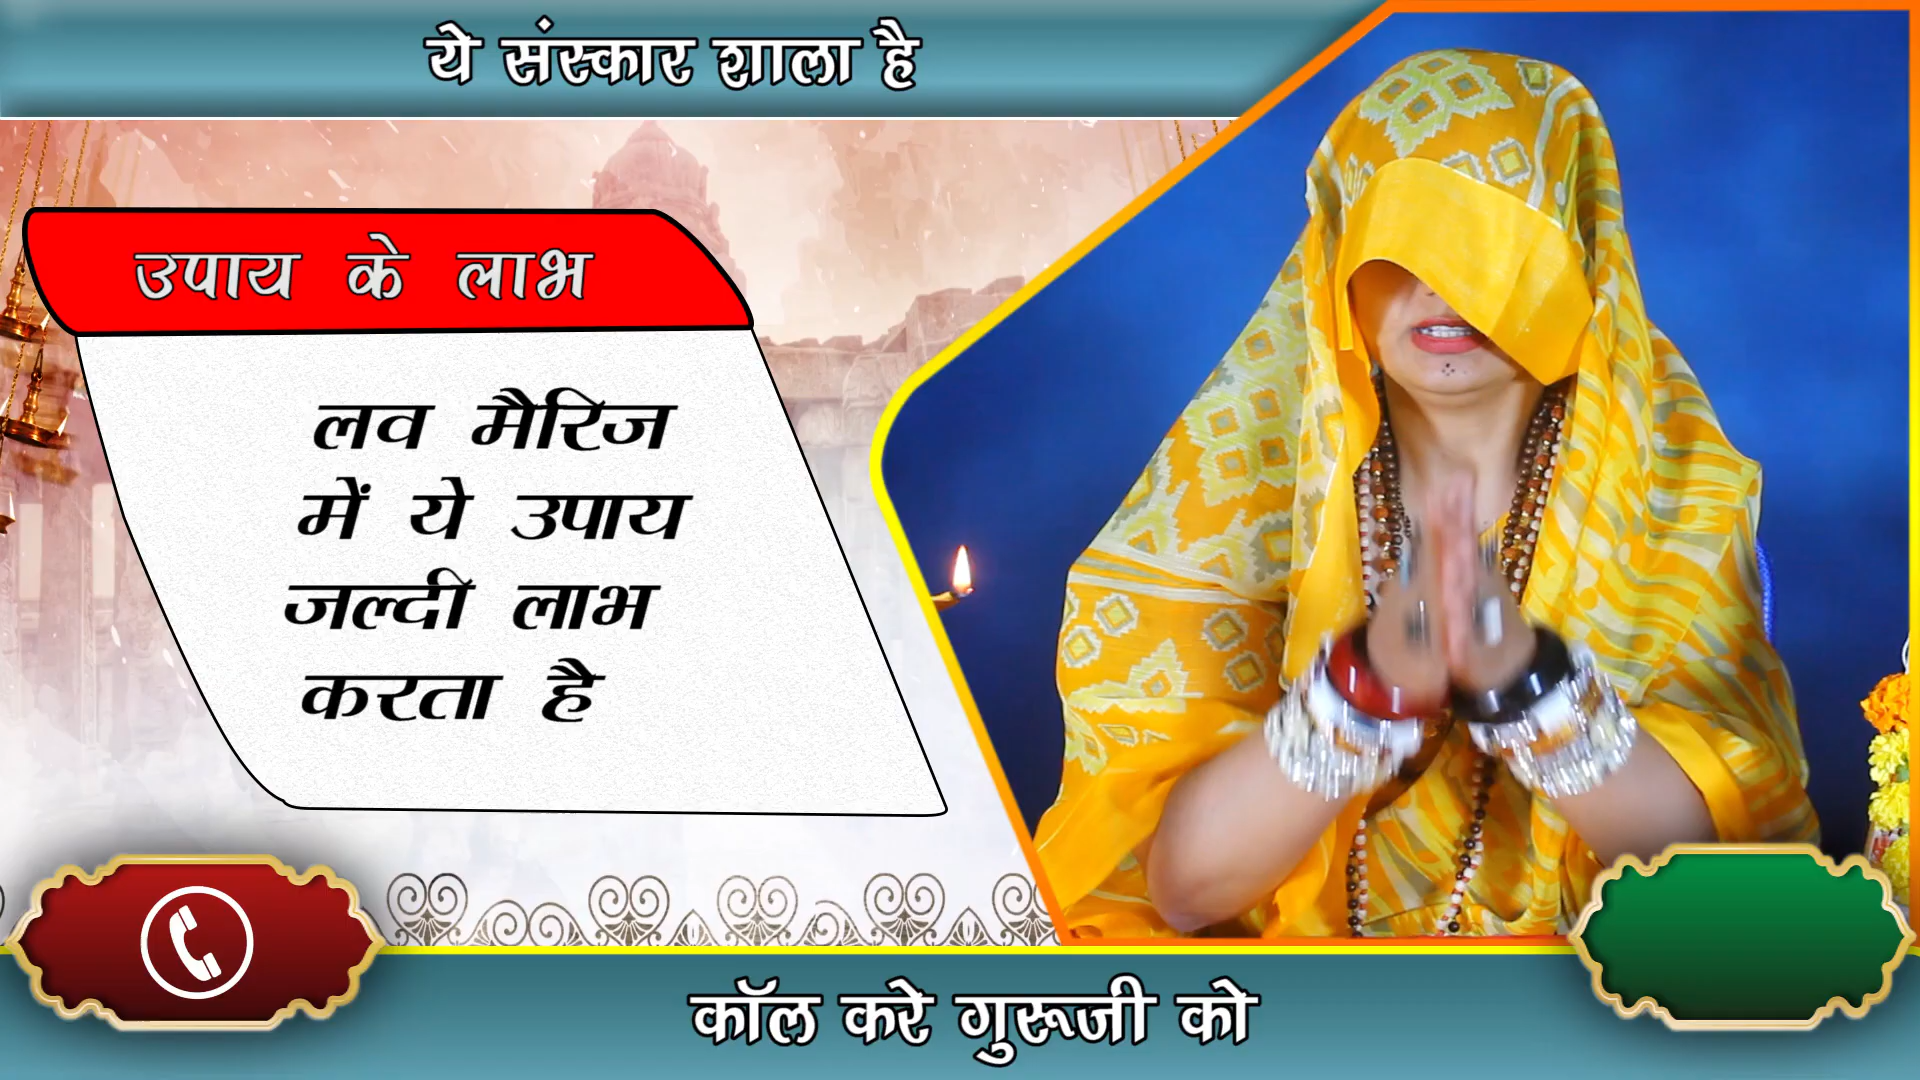 ये संस्कार शाला है
उपाय के लाभ
लव मैरिज
में ये उपाय
जल्दी लाभ
करता है
कॉल करे गुरूजी को